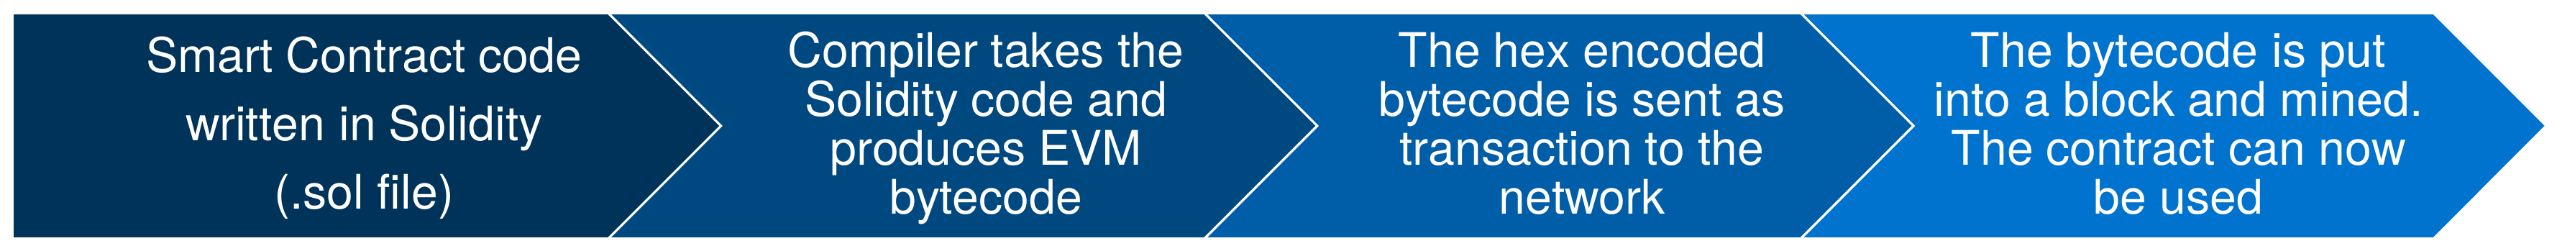 Smart Contract code
written in Solidity
(.sol file)
Compiler takes the
Solidity code and
produces EVM
bytecode
The hex encoded
bytecode is sent as
transaction to the
network
The bytecode is put
into a block and mined.
The contract can now
be used